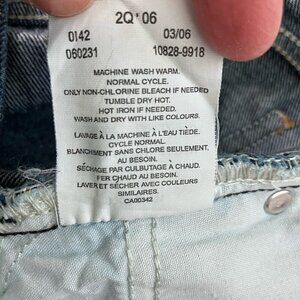 2Q' 06
0142 03/06
060231 10828-9918
MACHINE WASH WARM.
NORMAL CYCLE.
ONLY NON-CHLORINE BLEACH IF NEEDED
TUMBLE DRY HOT.
HOT IRON IF NEEDED.
WASH AND DRY WITH LIKE COLOURS.
LAVAGE À LA MACHINE À L'EAU TIÈDE.
CYCLE NORMAL.
BLANCHIMENT SANS CHLORE SEULEMENT,
AU BESOIN.
SÉCHAGE PAR CULBUTAGE À CHAUD.
FER CHAUD AU BESOIN.
LAVER ET SÉCHER AVEC COULEURS
SIMILAIRES.
CA00342